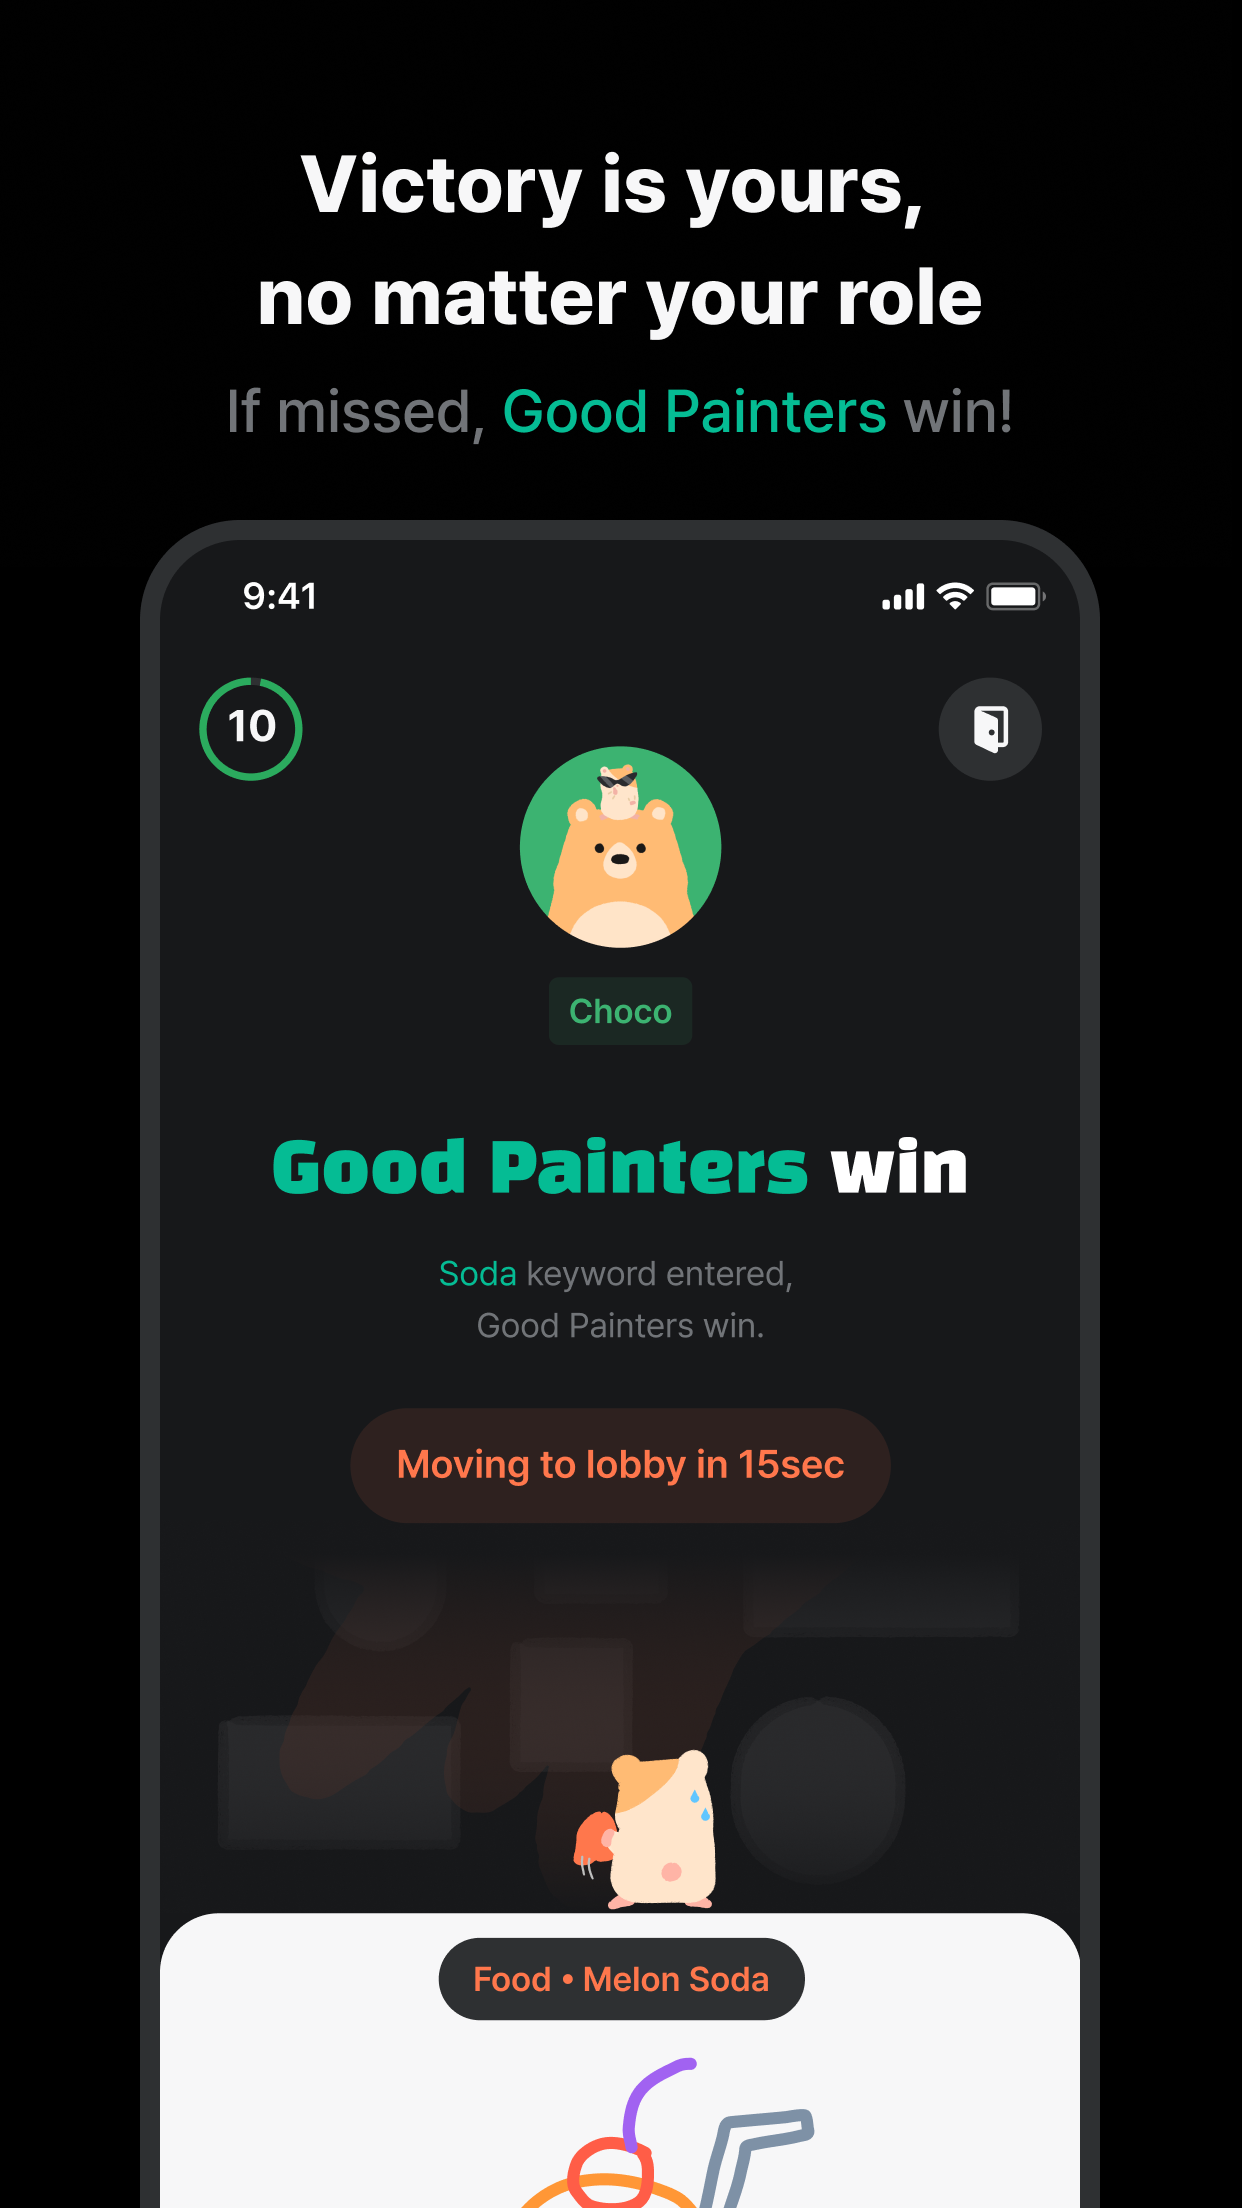 Victory is yours,
no matter your role
If missed, Good Painters win!
9:41
10
Choco
Good Painters win
Soda keyword entered,
Good Painters win.
Moving to lobby in 15sec
Food • Melon Soda